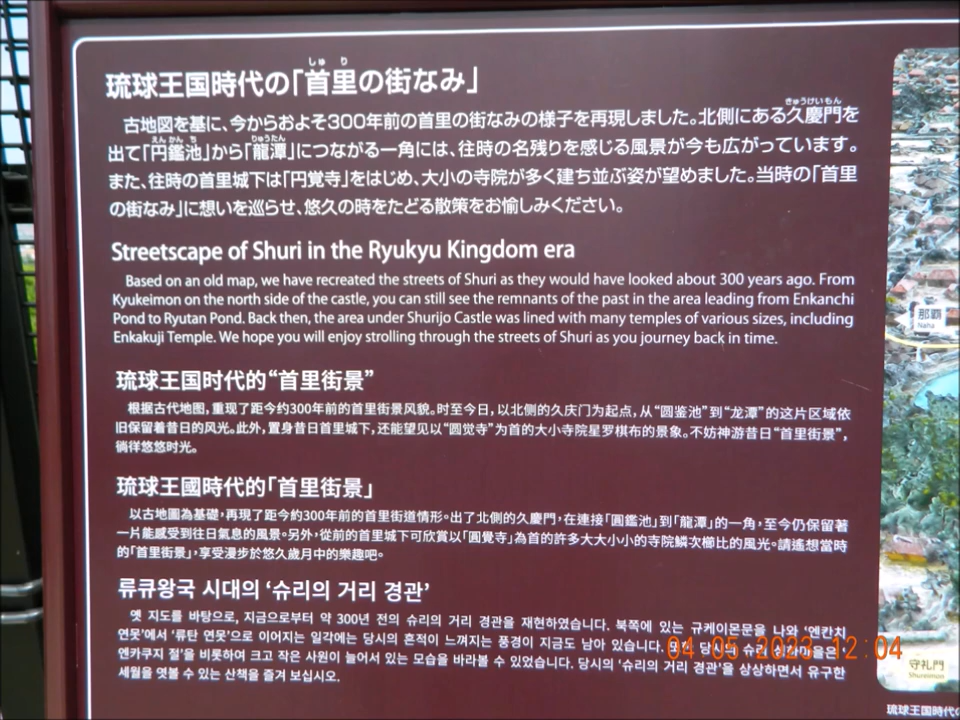 琉球王国時代の「首里の街なみ」
しゅ り
古地図を基に、今からおよそ300年前の首里の街なみの様子を再現しました。北側にある久慶門を
きゅうけいもん
出て「円鑑池」から「龍潭」につながる一角には、往時の名残りを感じる風景が今も広がっています。
えんかん ち りゅうたん
また、往時の首里城下は「円覚寺」をはじめ、大小の寺院が多く建ち並ぶ姿が望めました。当時の「首里
の街なみ」に想いを巡らせ、悠久の時をたどる散策をお愉しみください。
Streetscape of Shuri in the Ryukyu Kingdom era
Based on an old map, we have recreated the streets of Shuri as they would have looked about 300 years ago. From
Kyukeimon on the north side of the castle, you can still see the remnants of the past in the area leading from Enkanchi
Pond to Ryutan Pond. Back then, the area under Shurijo Castle was lined with many temples of various sizes, including
Enkakuji Temple. We hope you will enjoy strolling through the streets of Shuri as you journey back in time.
琉球王国时代的“首里街景”
根据古代地图，重现了距今约300年前的首里街景风貌。时至今日，以北侧的久庆门为起点，从“圆鉴池”到“龙潭”的这片区域依
旧保留着昔日的风光。此外，置身昔日首里城下，还能望见以“圆觉寺”为首的大小寺院星罗棋布的景象。不妨神游昔日“首里街景”，
徜徉悠悠时光。
琉球王國時代的「首里街景」
以古地圖為基礎，再現了距今約300年前的首里街道情形。出了北側的久慶門，在連接「圓鑑池」到「龍潭」的一角，至今仍保留著
一片能感受到往日氣息的風景。另外，從前的首里城下可欣賞以「圓覺寺」為首的許多大大小小的寺院鱗次櫛比的風光。請遙想當時
的「首里街景」，享受漫步於悠久歲月中的樂趣吧。
류큐왕국 시대의 ‘슈리의 거리 경관’
옛 지도를 바탕으로, 지금으로부터 약 300년 전의 슈리의 거리 경관을 재현하였습니다. 북쪽에 있는 규케이몬문을 나와 ‘엔칸치
연못’에서 ‘류탄 연못’으로 이어지는 일각에는 당시의 흔적이 느껴지는 풍경이 지금도 남아 있습니다. 당시 슈리
엔카쿠지 절’을 비롯하여 크고 작은 사원이 늘어서 있는 모습을 바라볼 수 있었습니다. 당시의 ‘슈리의 거리 경관’을 상상하면서 유구한
세월을 엿볼 수 있는 산책을 즐겨 보십시오.
那覇
Naha
守礼門
Shureimon
琉球王国時代
04 05 2023 12:04